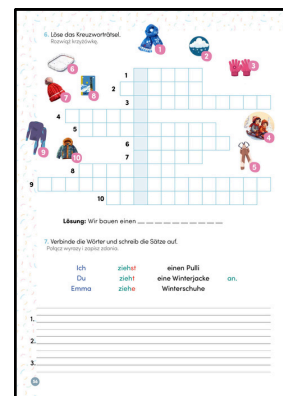 6. Löse das Kreuzworträtsel.
Rozwiąż krzyżówkę.
1
2
3
6
7
8
1
2
3
4
4
5
5
9
10
6
7
8
9
10
Lösung: Wir bauen einen _ _ _ _ _ _ _ _ _ _
7. Verbinde die Wörter und schreib die Sätze auf.
Połącz wyrazy i zapisz zdania.
Ich ziehst einen Pulli
Du zieht eine Winterjacke an.
Emma ziehe Winterschuhe
1.
2.
3.